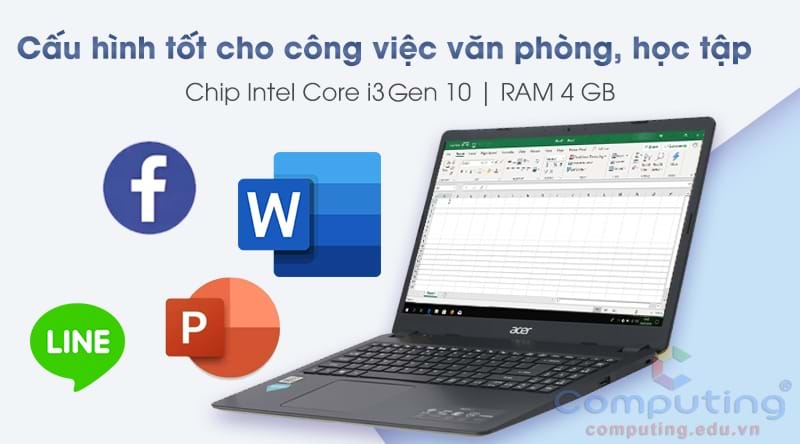 Cấu hình tốt cho công việc văn phòng, học tập
Chip Intel Core i3 Gen 10 | RAM 4 GB
f
W
LINE
P
acer
Computing
computing.edu.vn